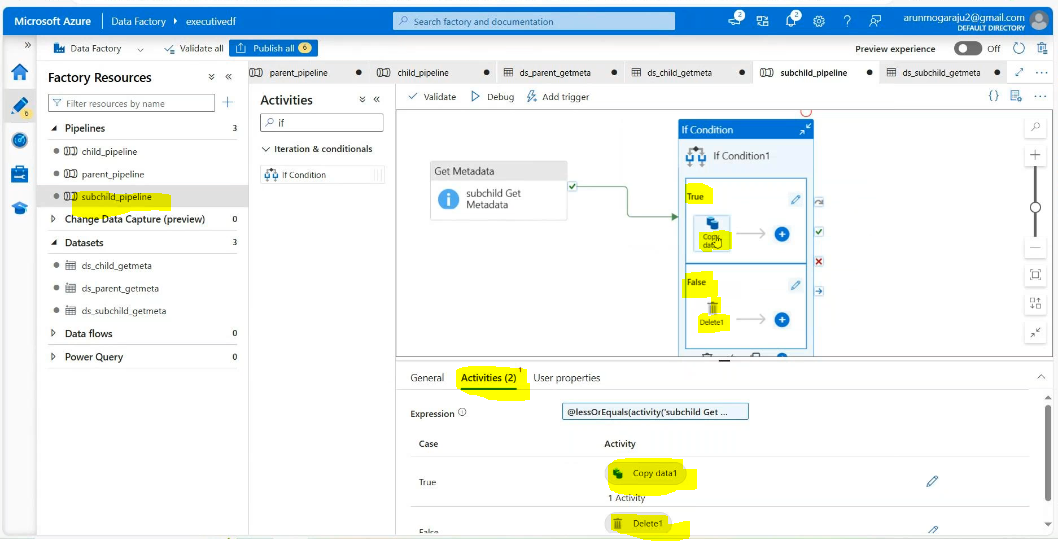 Microsoft Azure
Data Factory
executivedf
Search factory and documentation
2
2
arunmogaraju2@gmail.com
DEFAULT DIRECTORY
Data Factory
Validate all
Publish all 6
Preview experience
Off
Factory Resources
Filter resources by name
Pipelines 3
child_pipeline
parent_pipeline
subchild_pipeline
Change Data Capture (preview) 0
Datasets 3
ds_child_getmeta
ds_parent_getmeta
ds_subchild_getmeta
Data flows 0
Power Query 0
Activities
if
Iteration & conditionals
If Condition
parent_pipeline
child_pipeline
ds_parent_getmeta
ds_child_getmeta
subchild_pipeline
ds_subchild_getmeta
Validate
Debug
Add trigger
Get Metadata
subchild Get
Metadata
If Condition
If Condition1
True
Copy
False
Delete1
General
Activities (2)
1
User properties
Expression
@lessOrEquals(activity('subchild Get ...
Case Activity
True
Copy data1
1 Activity
False
Delete1